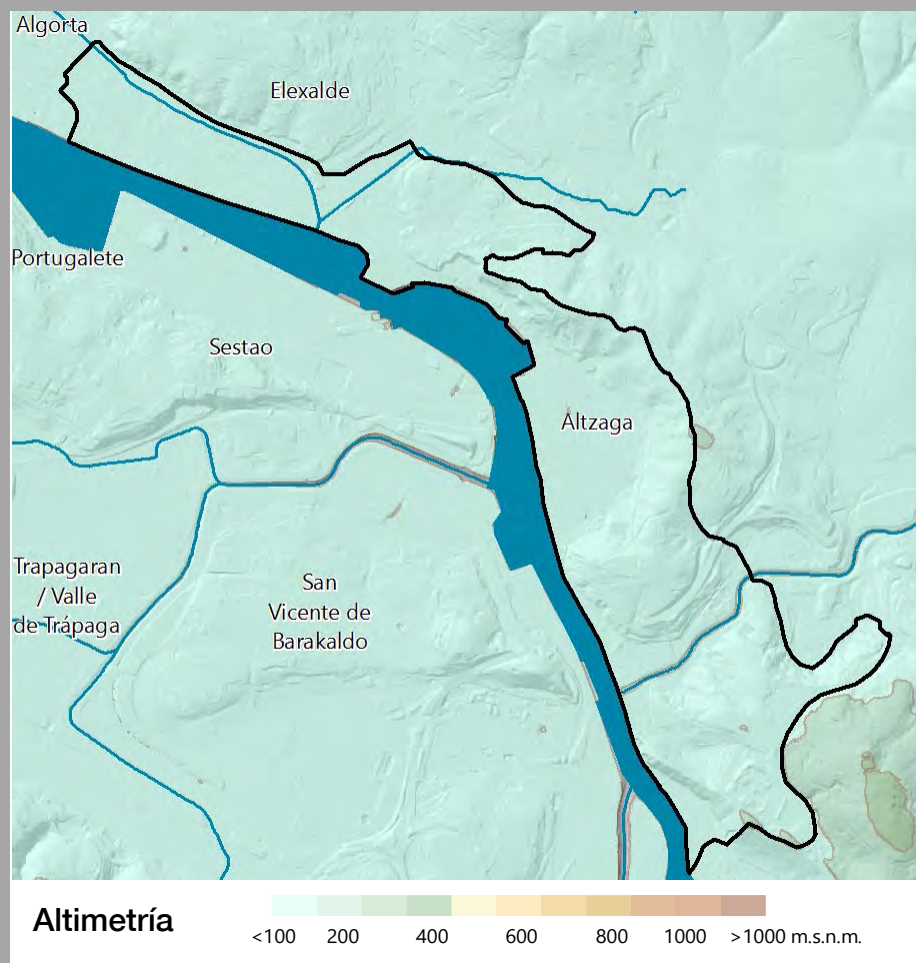 Algorta
Elexalde
Portugalete
Sestao
Altzaga
Trapagaran
/ Valle
de Trápaga
San
Vicente de
Barakaldo
Altimetría
<100 200 400 600 800 1000 >1000 m.s.n.m.